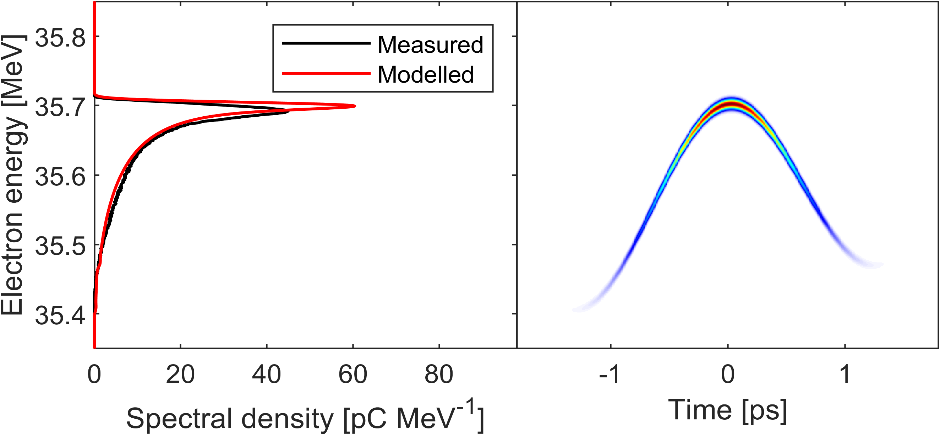 Electron energy [MeV]
35.8
35.7
35.6
35.5
35.4
Measured
Modelled
0
20
40
60
80
Spectral density [pC MeV⁻¹]
-1
0
1
Time [ps]